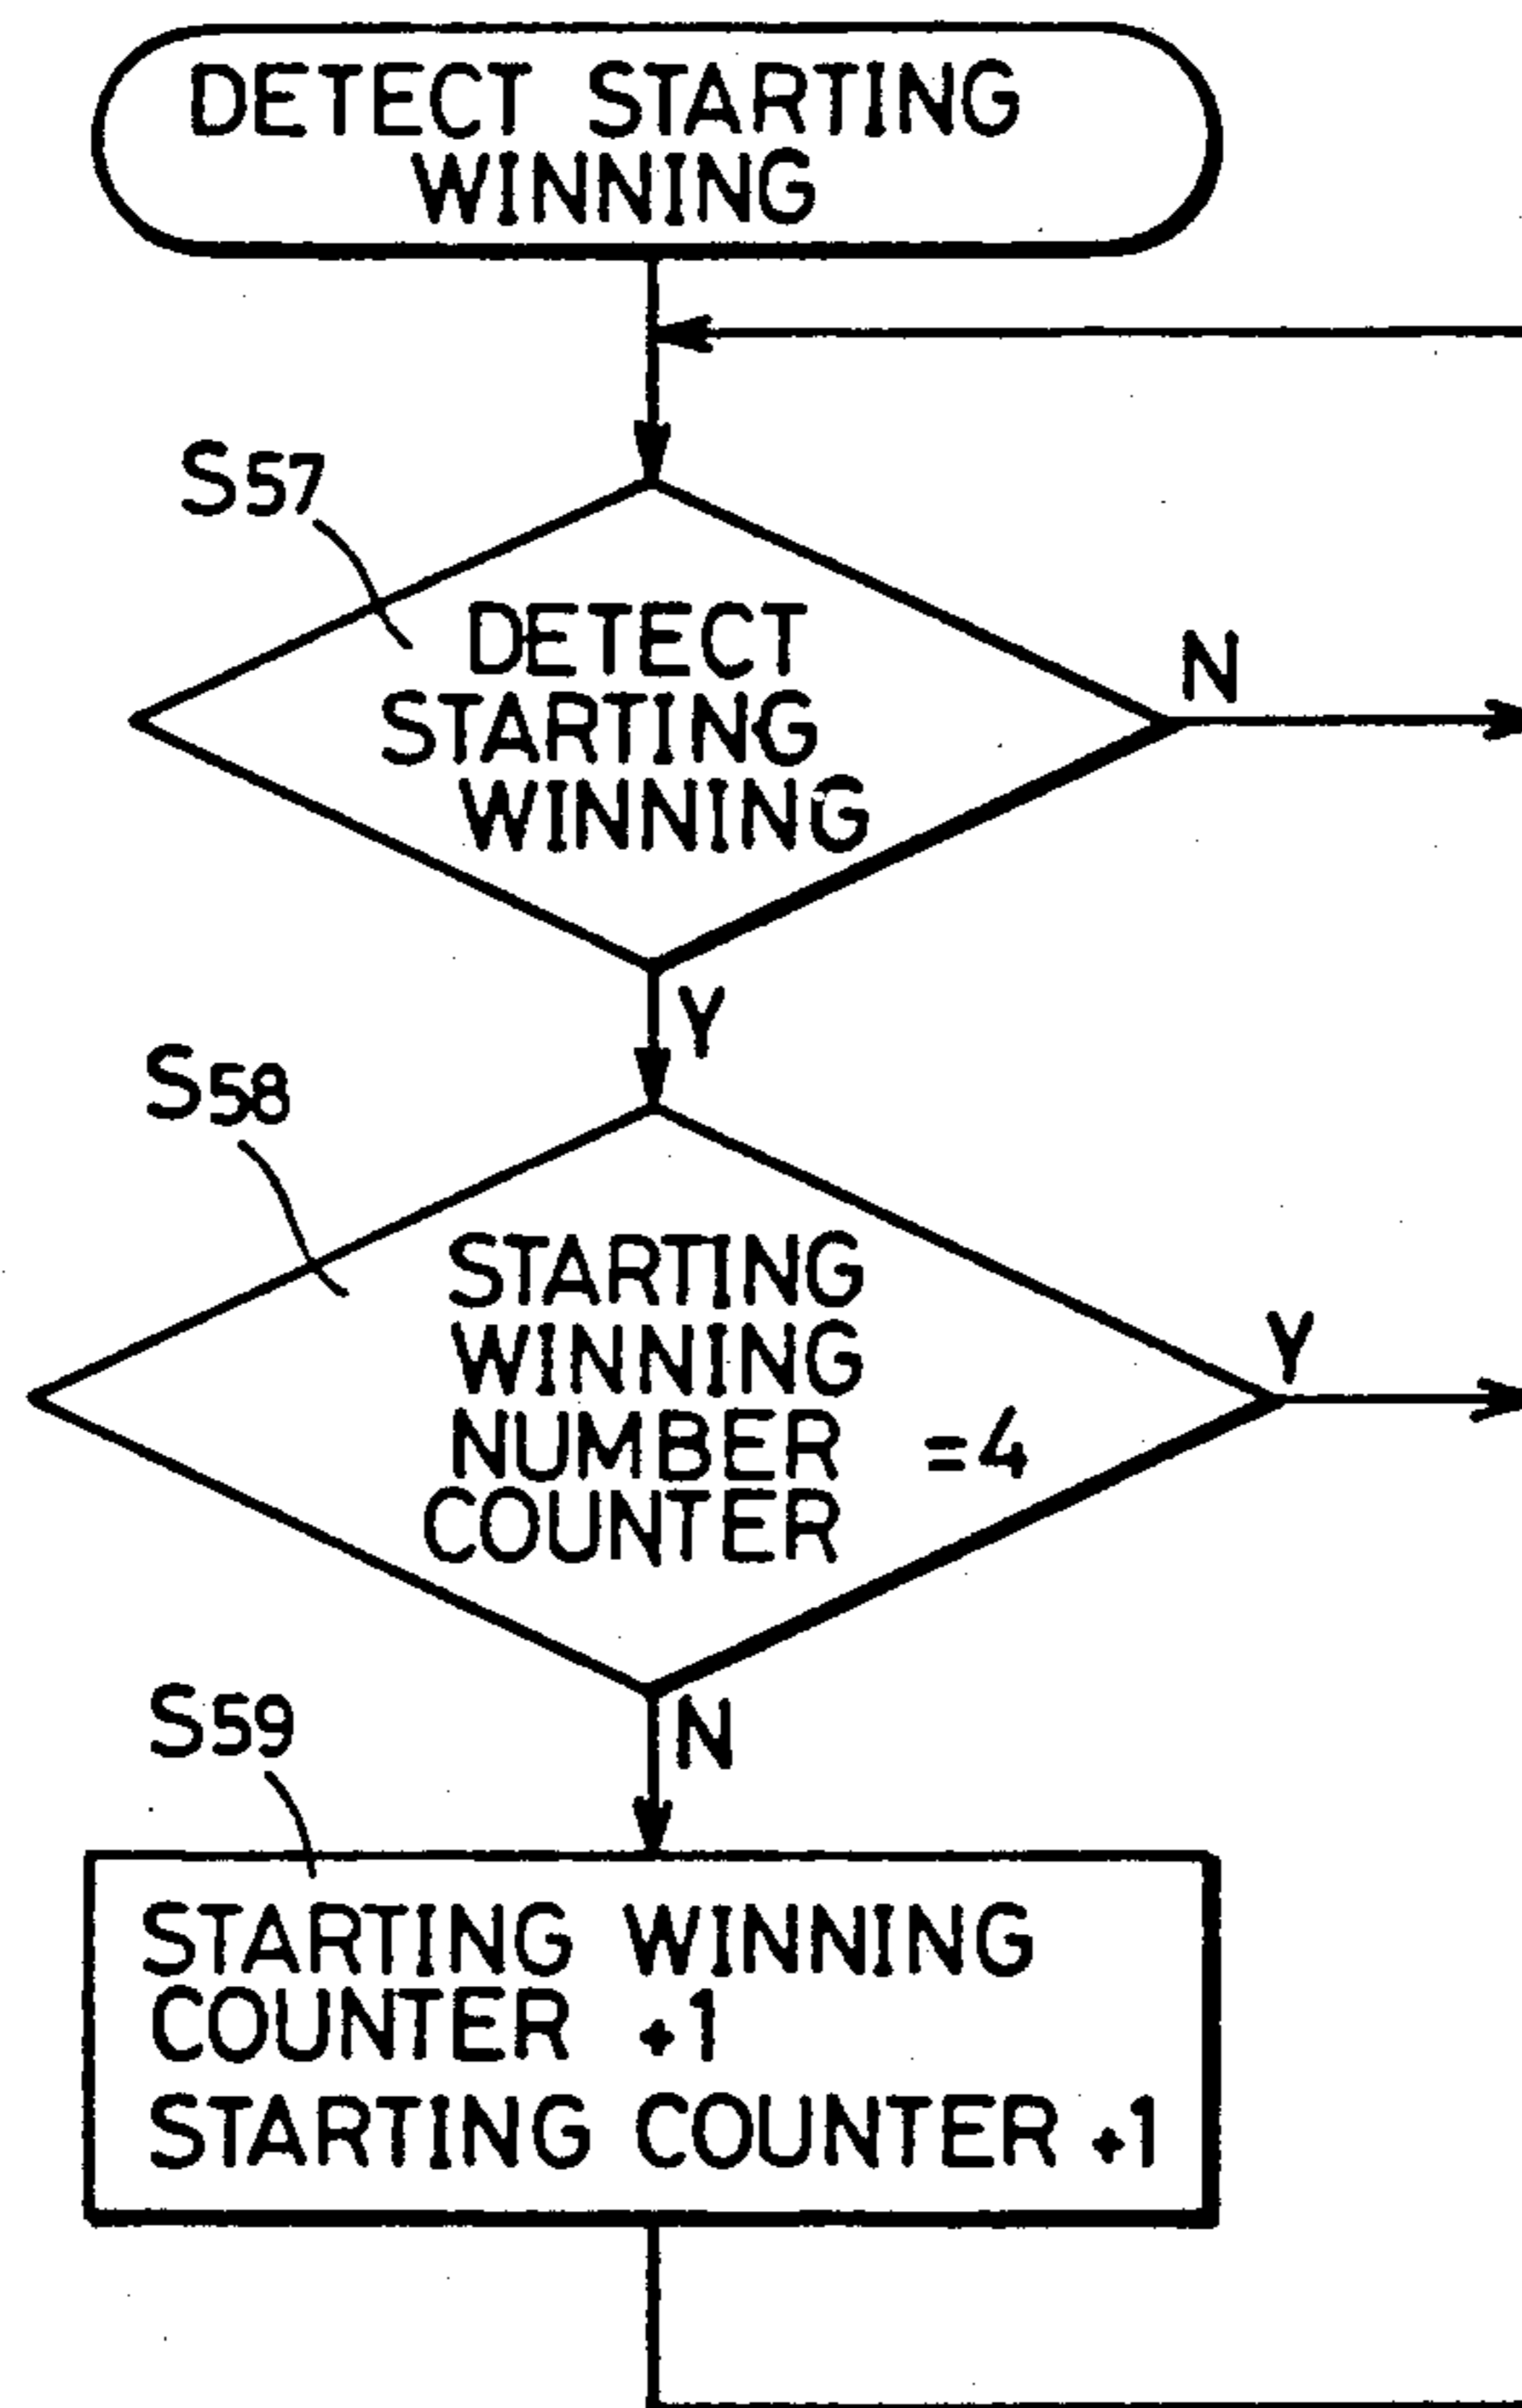 DETECT STARTING
WINNING
S57
DETECT
STARTING
WINNING
N
Y
S58
STARTING
WINNING
NUMBER =4
COUNTER
Y
N
S59
STARTING WINNING
COUNTER +1
STARTING COUNTER +1